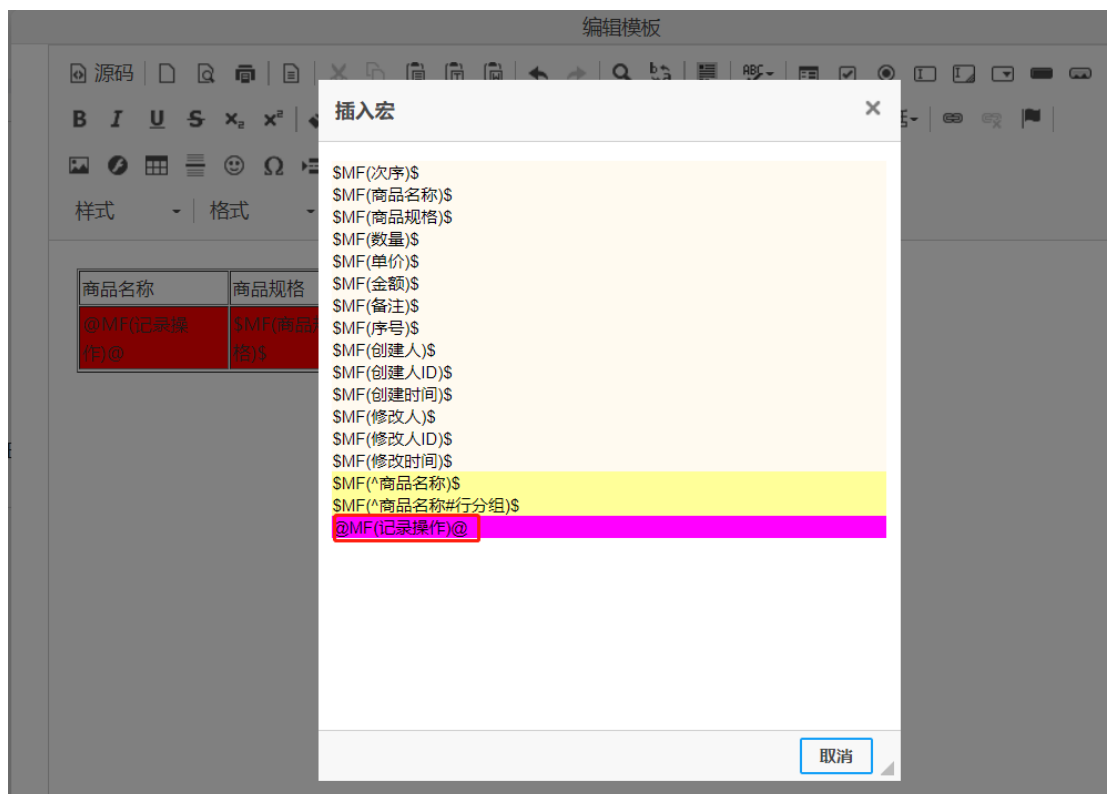 编辑模板
源码
插入宏
样式
格式
$MF(次序)$
$MF(商品名称)$
$MF(商品规格)$
$MF(数量)$
$MF(单价)$
$MF(金额)$
$MF(备注)$
$MF(序号)$
$MF(创建人)$
$MF(创建人ID)$
$MF(创建时间)$
$MF(修改人)$
$MF(修改人ID)$
$MF(修改时间)$
$MF(^商品名称)$
$MF(^商品名称#行分组)$
@MF(记录操作)@
商品名称
商品规格
@MF(记录操
作)@
$MF(商品
格)$
取消